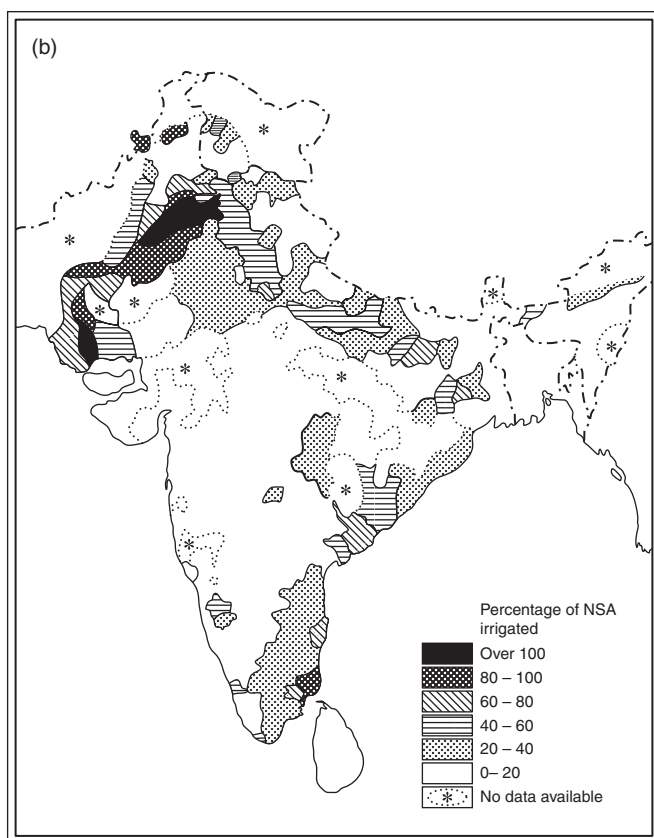 (b)
Percentage of NSA
irrigated
Over 100
80 – 100
60 – 80
40 – 60
20 – 40
0– 20
No data available